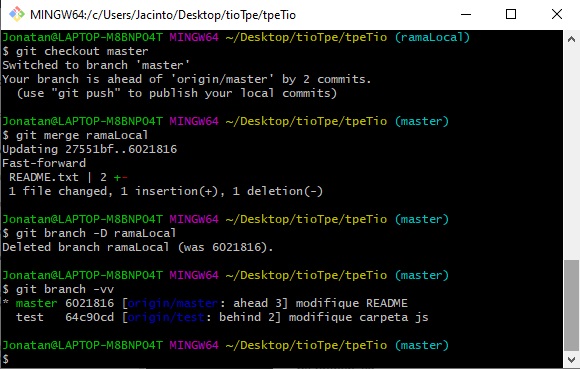 MINGW64:/c/Users/Jacinto/Desktop/tioTpe/tpeTio
Jonatan@LAPTOP-M8BNPO4T MINGW64 ~/Desktop/tioTpe/tpeTio (ramaLocal)
$ git checkout master
Switched to branch 'master'
Your branch is ahead of 'origin/master' by 2 commits.
  (use "git push" to publish your local commits)
Jonatan@LAPTOP-M8BNPO4T MINGW64 ~/Desktop/tioTpe/tpeTio (master)
$ git merge ramaLocal
Updating 27551bf..6021816
Fast-forward
 README.txt | 2 +-
 1 file changed, 1 insertion(+), 1 deletion(-)
Jonatan@LAPTOP-M8BNPO4T MINGW64 ~/Desktop/tioTpe/tpeTio (master)
$ git branch -D ramaLocal
Deleted branch ramaLocal (was 6021816).
Jonatan@LAPTOP-M8BNPO4T MINGW64 ~/Desktop/tioTpe/tpeTio (master)
$ git branch -vv
* master 6021816 [origin/master: ahead 3] modifique README
  test   64c90cd [origin/test: behind 2] modifique carpeta js
Jonatan@LAPTOP-M8BNPO4T MINGW64 ~/Desktop/tioTpe/tpeTio (master)
$